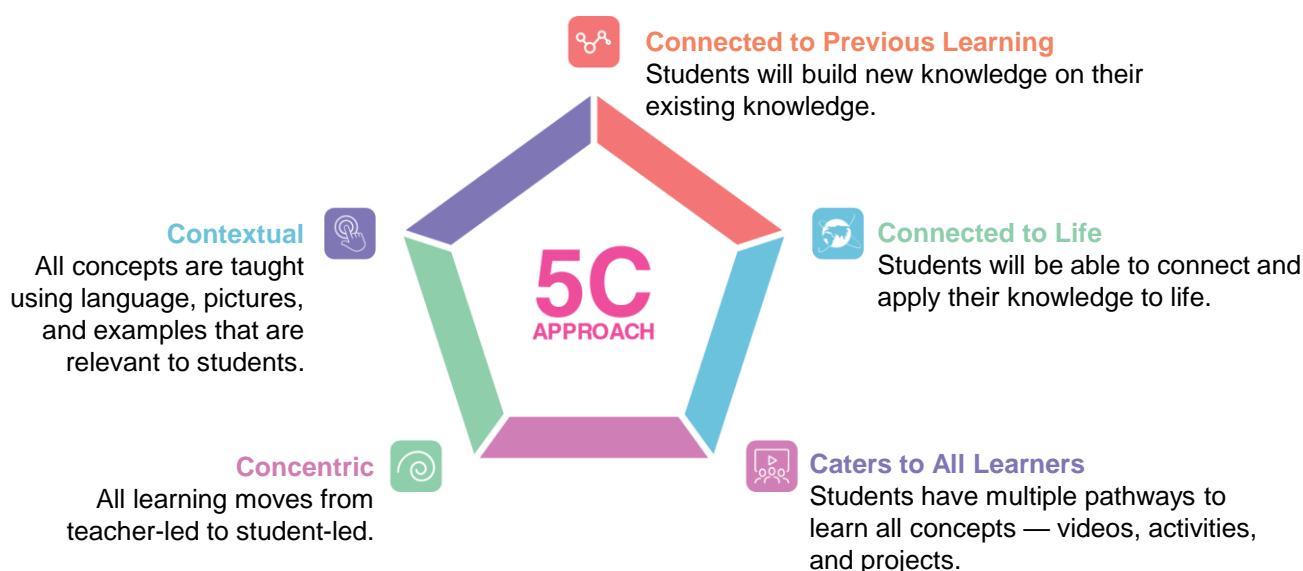 Connected to Previous Learning
Students will build new knowledge on their
existing knowledge.
Contextual
All concepts are taught
using language, pictures,
and examples that are
relevant to students.
5C
APPROACH
Connected to Life
Students will be able to connect and
apply their knowledge to life.
Concentric
All learning moves from
teacher-led to student-led.
Caters to All Learners
Students have multiple pathways to
learn all concepts — videos, activities,
and projects.